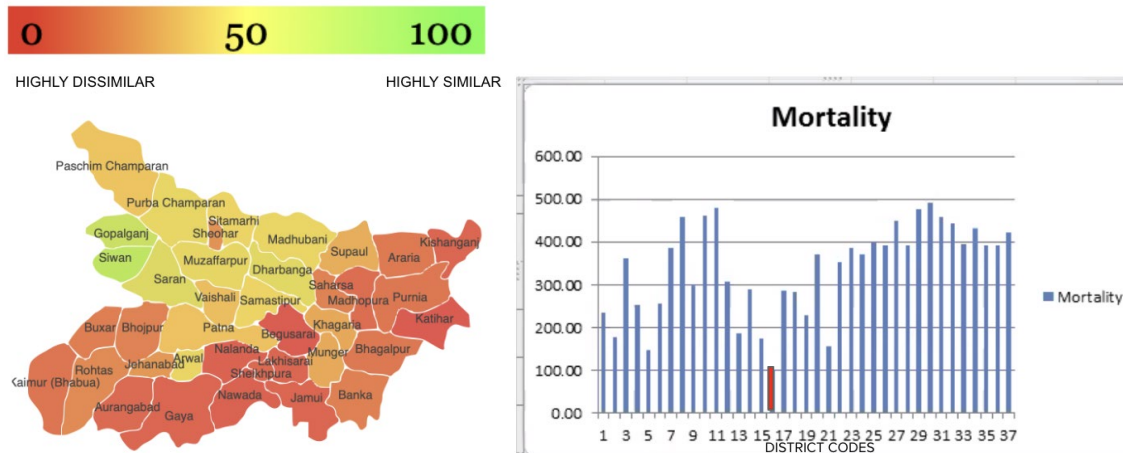 0 50 100
HIGHLY DISSIMILAR HIGHLY SIMILAR
Paschim Champaran
Purba Champaran
Sitamarhi
Gopalganj
Sheohar
Madhubani
Kishanganj
Siwan
Muzaffarpur
Supaul
Araria
Dharbanga
Saran
Saharsa
Vaishali
Samastipur
Madhopura
Purnia
Katihar
Buxar
Bhojpur
Patna
Khagaria
Begusarai
Nalanda
Munger
Bhagalpur
Arwal
Johanabad
Lakhisarai
Rohtas
Sheikhpura
Kaimur (Bhabua)
Nawada
Jamui
Banka
Aurangabad
Gaya
Mortality
600.00
500.00
400.00
300.00
200.00
100.00
0.00
1 3 5 7 9 11 13 15 17 19 21 23 25 27 29 31 33 35 37
DISTRICT CODES
Mortality